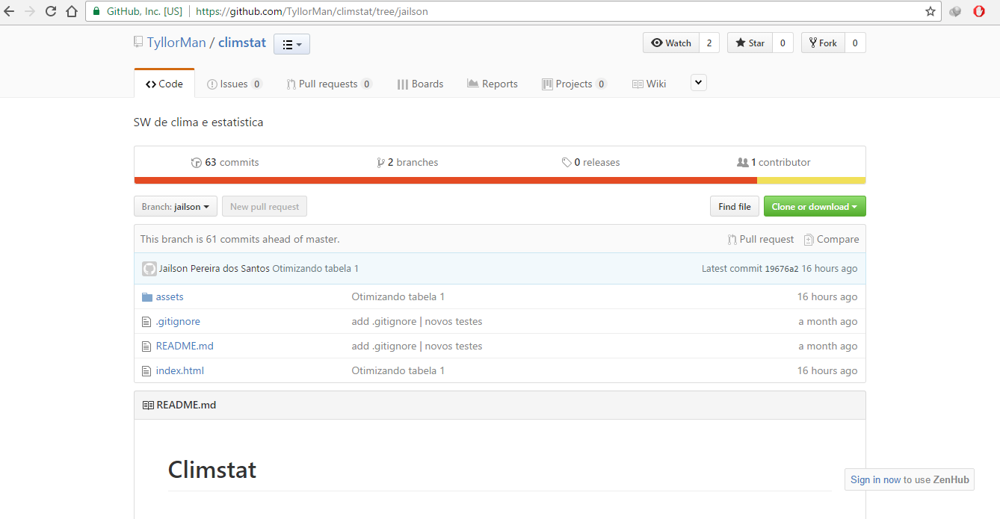 GitHub, Inc. [US] https://github.com/TyllorMan/climstat/tree/jailson
TyllorMan / climstat
Watch 2 Star 0 Fork 0
Code Issues 0 Pull requests 0 Boards Reports Projects 0 Wiki
SW de clima e estatistica
63 commits 2 branches 0 releases 1 contributor
Branch: jailson New pull request Find file Clone or download
This branch is 61 commits ahead of master. Pull request Compare
Jailson Pereira dos Santos Otimizando tabela 1 Latest commit 19676a2 16 hours ago
assets Otimizando tabela 1 16 hours ago
.gitignore add .gitignore | novos testes a month ago
README.md add .gitignore | novos testes a month ago
index.html Otimizando tabela 1 16 hours ago
README.md
Climstat
Sign in now to use ZenHub